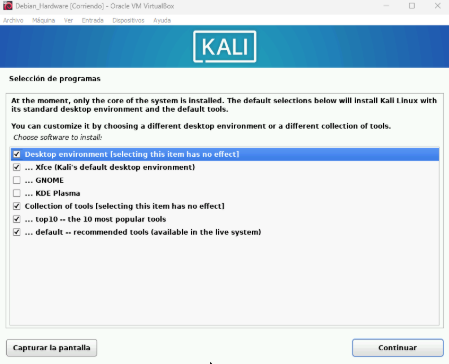 Debian_Hardware [Corriendo] - Oracle VM VirtualBox
Archivo Máquina Ver Entrada Dispositivos Ayuda
KALI
Selección de programas
At the moment, only the core of the system is installed. The default selections below will install Kali Linux with
its standard desktop environment and the default tools.
You can customize it by choosing a different desktop environment or a different collection of tools.
Choose software to install:
Desktop environment [selecting this item has no effect]
... Xfce (Kali's default desktop environment)
... GNOME
... KDE Plasma
Collection of tools [selecting this item has no effect]
... top10 -- the 10 most popular tools
... default -- recommended tools (available in the live system)
Capturar la pantalla
Continuar